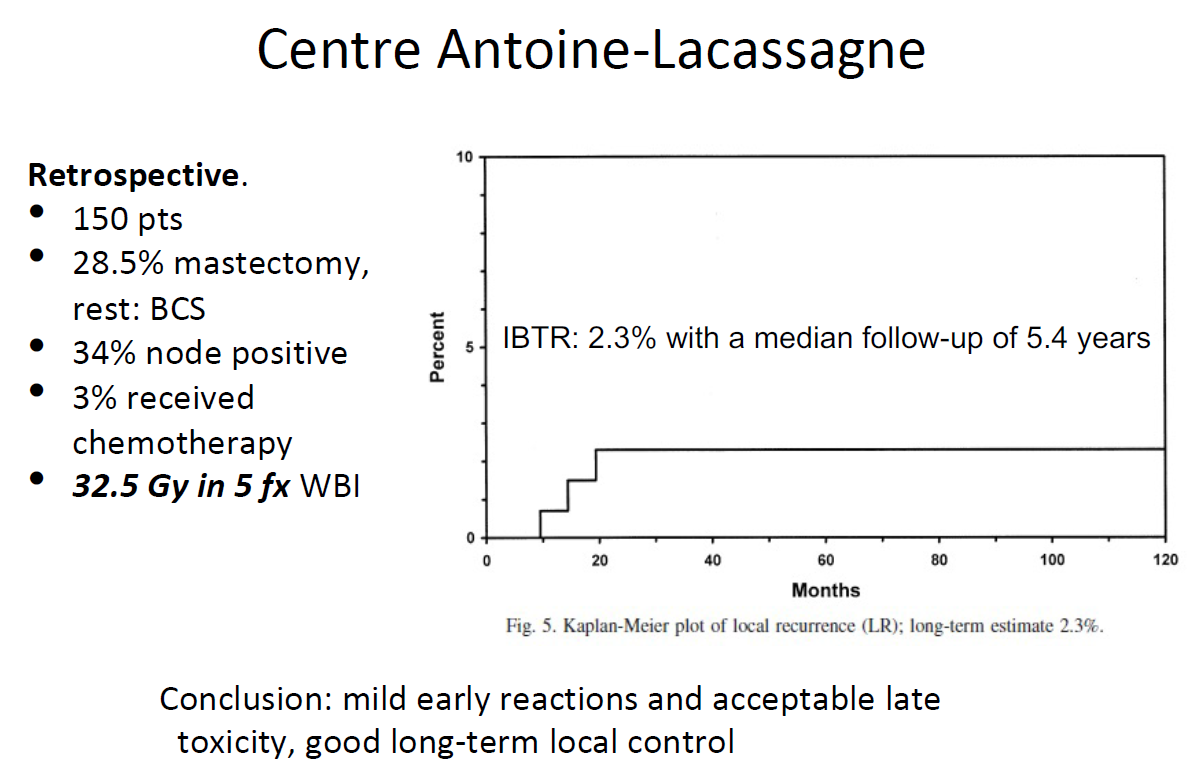 Centre Antoine-Lacassagne
Retrospective.
• 150 pts
• 28.5% mastectomy,
rest: BCS
• 34% node positive
• 3% received
chemotherapy
• 32.5 Gy in 5 fx WBI
10
5
0
Percent
IBTR: 2.3% with a median follow-up of 5.4 years
0 20 40 60 80 100 120
Months
Fig. 5. Kaplan-Meier plot of local recurrence (LR); long-term estimate 2.3%.
Conclusion: mild early reactions and acceptable late
toxicity, good long-term local control